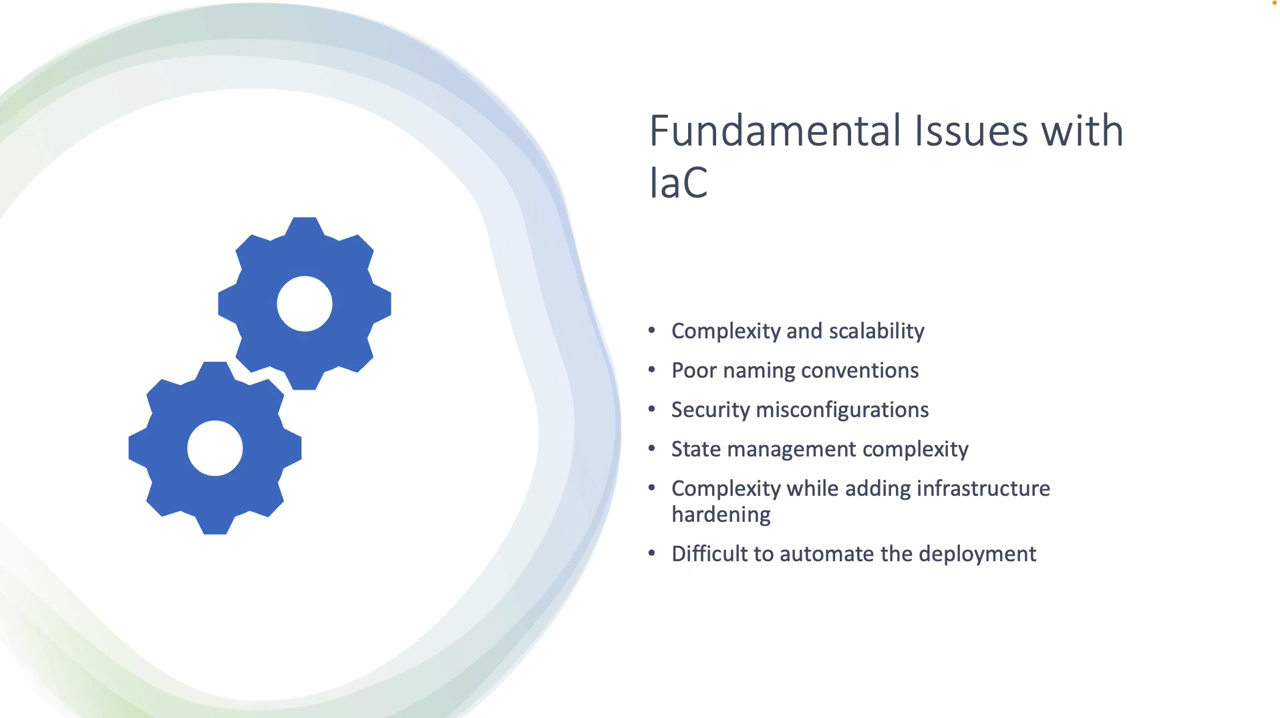 Fundamental Issues with
IaC
• Complexity and scalability
• Poor naming conventions
• Security misconfigurations
• State management complexity
• Complexity while adding infrastructure
hardening
• Difficult to automate the deployment